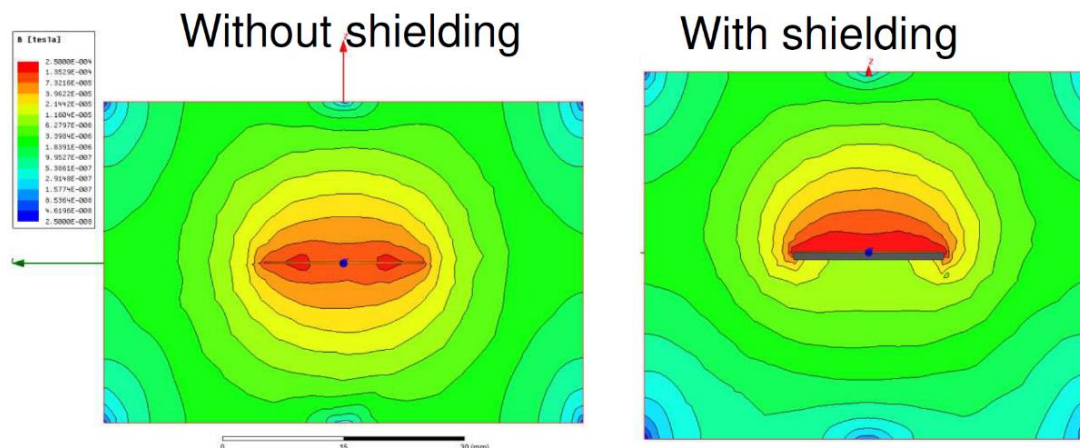 Without shielding
With shielding
B [tesla]
2.5000E-004
1.3529E-004
7.3216E-005
3.9622E-005
2.1442E-005
1.1604E-005
6.2797E-006
3.3984E-006
1.8391E-006
9.9527E-007
5.3861E-007
2.9148E-007
1.5774E-007
8.5364E-008
4.6196E-008
2.5000E-008
Z
Z
0 15 30 (mm)